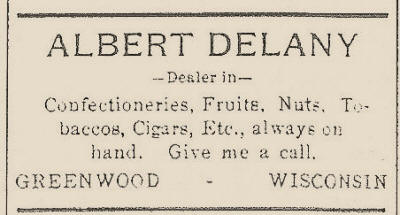 ALBERT DELANY
—Dealer in—
Confectioneries, Fruits, Nuts, To-
baccos, Cigars, Etc., always on
hand. Give me a call.
GREENWOOD - WISCONSIN